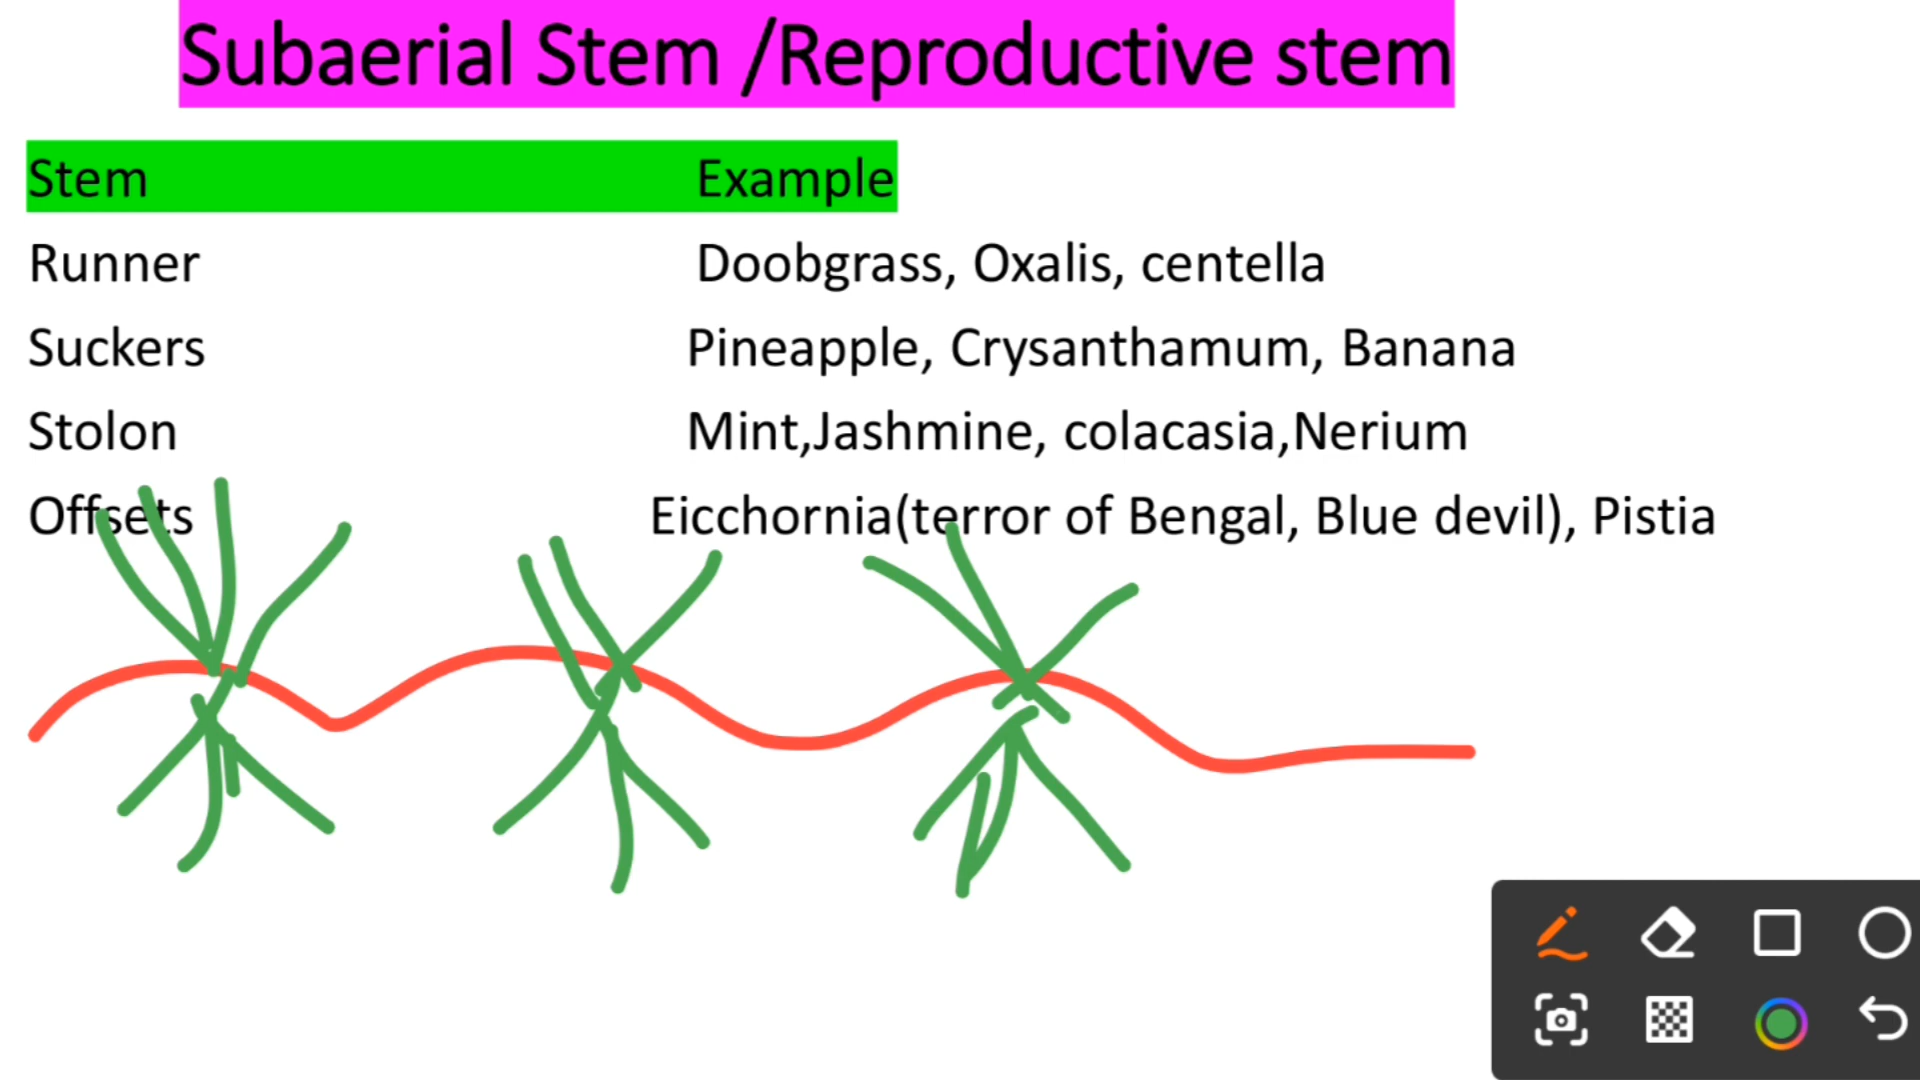 Subaerial Stem /Reproductive stem
Stem Example
Runner Doobgrass, Oxalis, centella
Suckers Pineapple, Crysanthamum, Banana
Stolon Mint,Jashmine, colacasia,Nerium
Offsets Eicchornia(terror of Bengal, Blue devil), Pistia